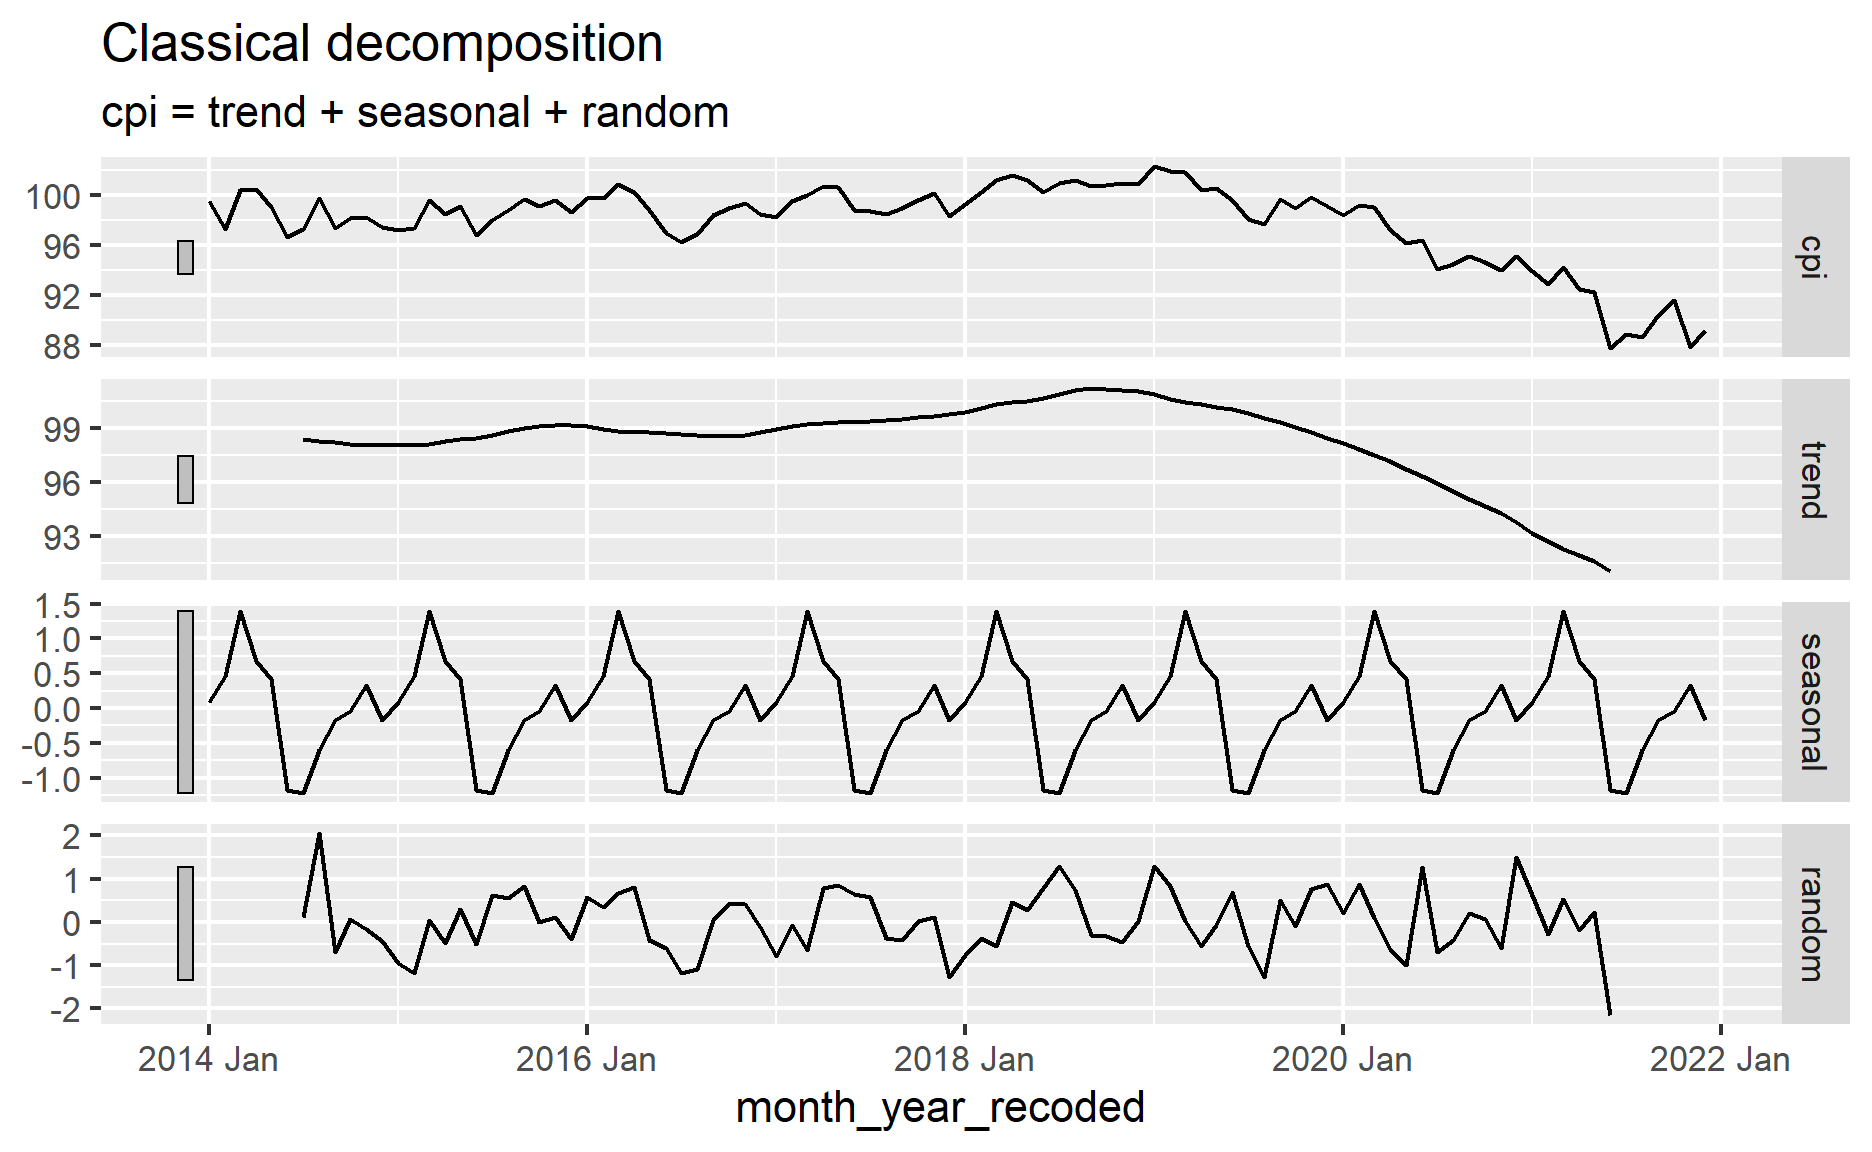 Classical decomposition
cpi = trend + seasonal + random
100
96
92
88
cpi
99
96
93
trend
1.5
1.0
0.5
0.0
-0.5
-1.0
seasonal
2
1
0
-1
-2
random
2014 Jan 2016 Jan 2018 Jan 2020 Jan 2022 Jan
month_year_recoded